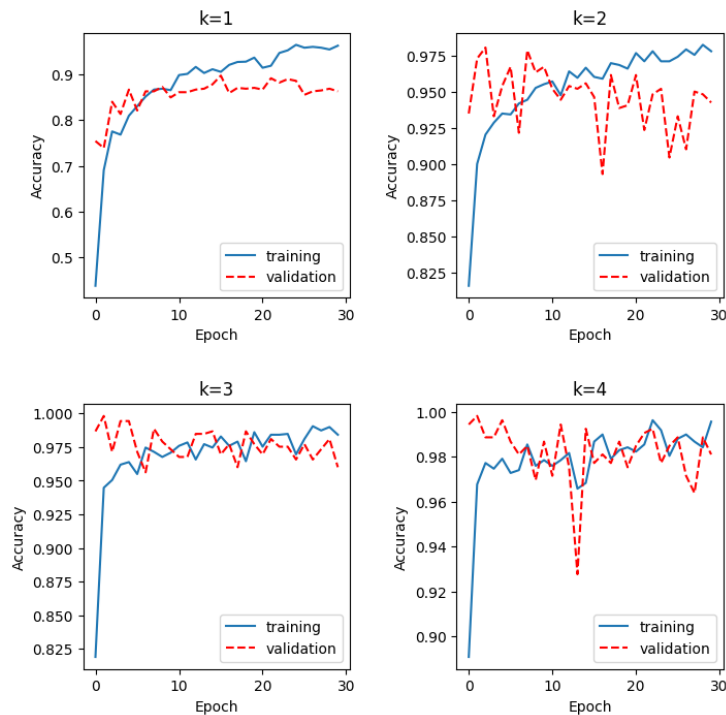 k=1
Accuracy
0.9
0.8
0.7
0.6
0.5
training
validation
0
10
20
30
Epoch
k=2
Accuracy
0.975
0.950
0.925
0.900
0.875
0.850
0.825
training
validation
0
10
20
30
Epoch
k=3
Accuracy
1.000
0.975
0.950
0.925
0.900
0.875
0.850
0.825
training
validation
0
10
20
30
Epoch
k=4
Accuracy
1.00
0.98
0.96
0.94
0.92
0.90
training
validation
0
10
20
30
Epoch